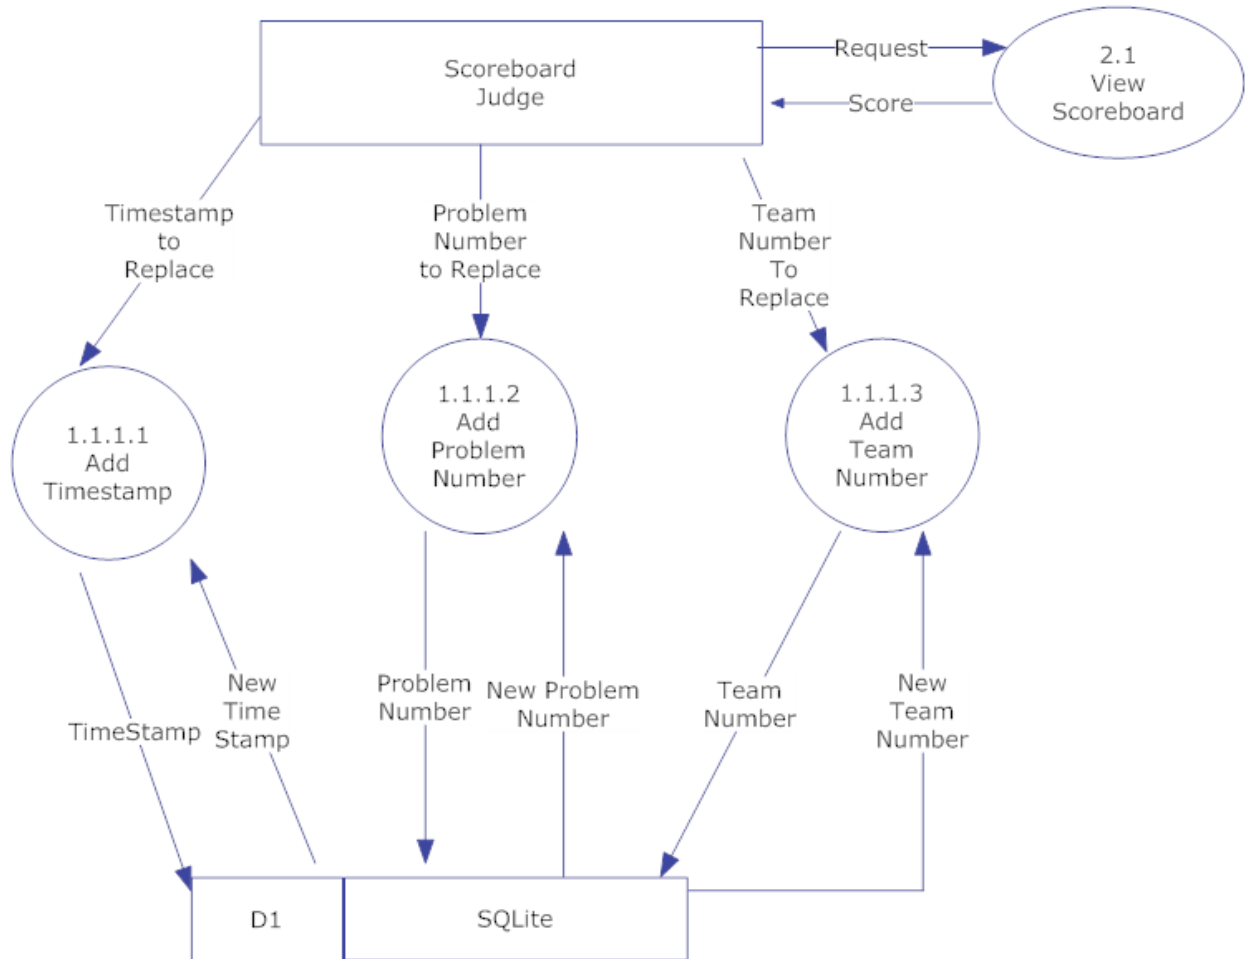 Scoreboard
Judge
Request
Score
2.1
View
Scoreboard
Timestamp
to
Replace
Problem
Number
to Replace
Team
Number
To
Replace
1.1.1.1
Add
Timestamp
1.1.1.2
Add
Problem
Number
1.1.1.3
Add
Team
Number
TimeStamp
New
Time
Stamp
Problem
Number
New Problem
Number
Team
Number
New
Team
Number
D1
SQLite